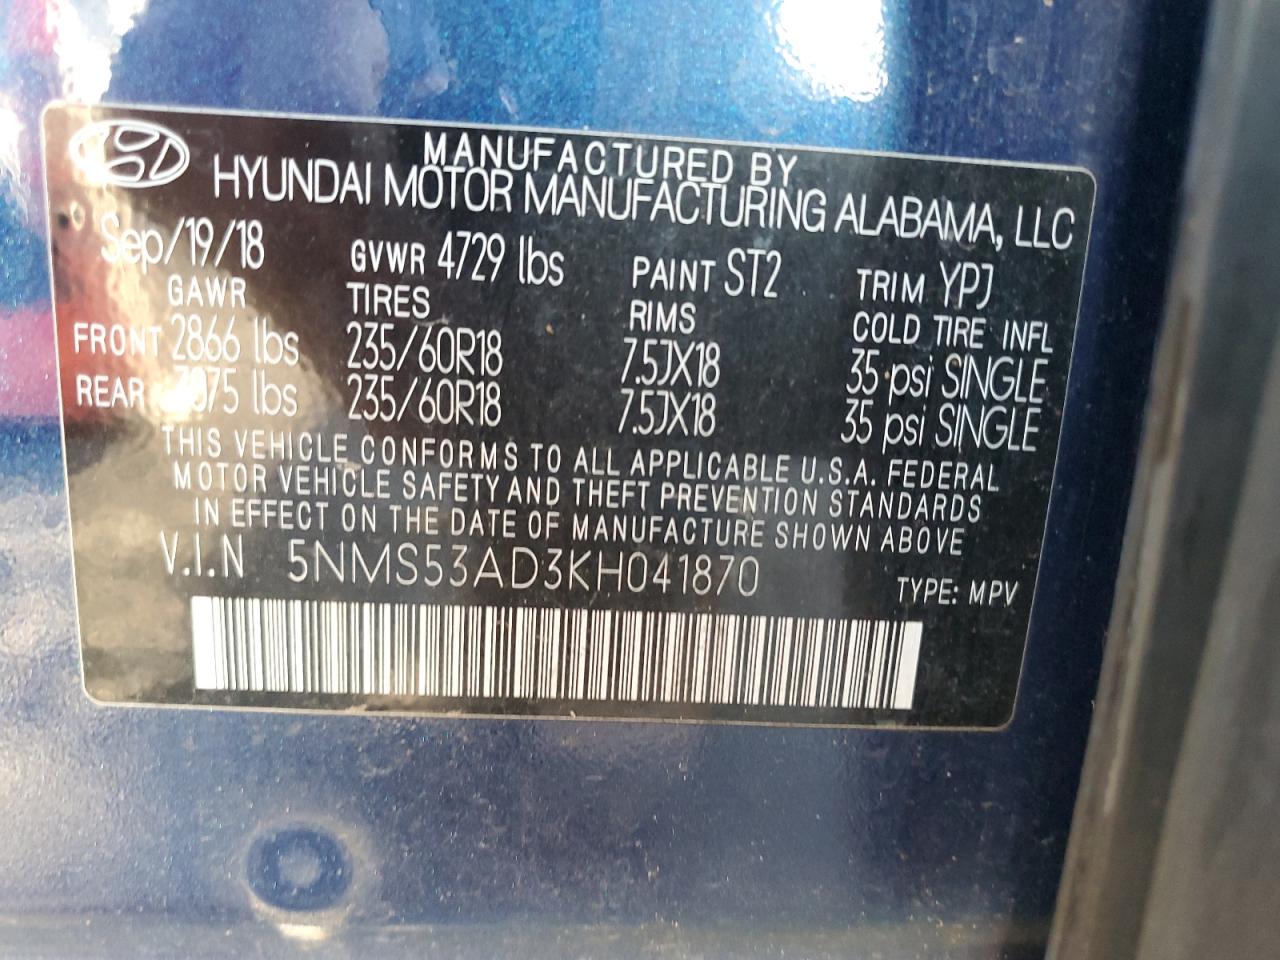 MANUFACTURED BY
HYUNDAI MOTOR MANUFACTURING ALABAMA, LLC
Sep/19/18 GVWR 4729 lbs PAINT ST2 TRIM YPJ
GAWR TIRES RIMS COLD TIRE INFL
FRONT 2866 lbs 235/60R18 7.5JX18 35 psi SINGLE
REAR lbs 235/60R18 7.5JX18 35 psi SINGLE
THIS VEHICLE CONFORMS TO ALL APPLICABLE U.S.A. FEDERAL
MOTOR VEHICLE SAFETY AND THEFT PREVENTION STANDARDS
IN EFFECT ON THE DATE OF MANUFACTURE SHOWN ABOVE
V.I.N 5NMS53AD3KH041870 TYPE: MPV